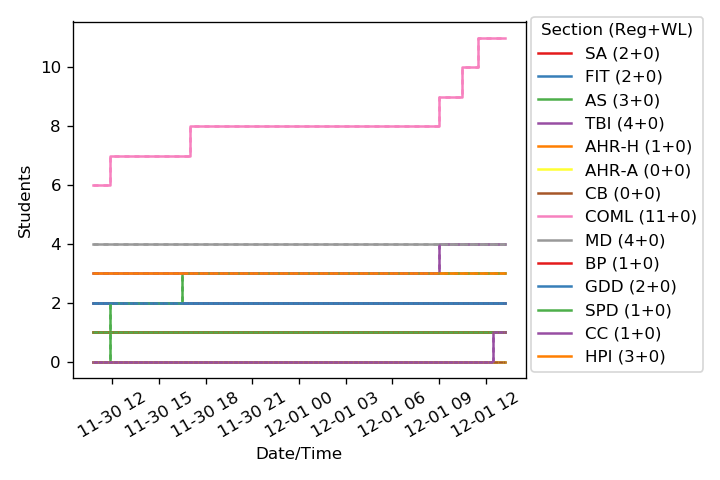 Section (Reg+WL)
SA (2+0)
FIT (2+0)
AS (3+0)
TBI (4+0)
AHR-H (1+0)
AHR-A (0+0)
CB (0+0)
COML (11+0)
MD (4+0)
BP (1+0)
GDD (2+0)
SPD (1+0)
CC (1+0)
HPI (3+0)
Students
10
8
6
4
2
0
11-30 12
11-30 15
11-30 18
11-30 21
12-01 00
12-01 03
12-01 06
12-01 09
12-01 12
Date/Time